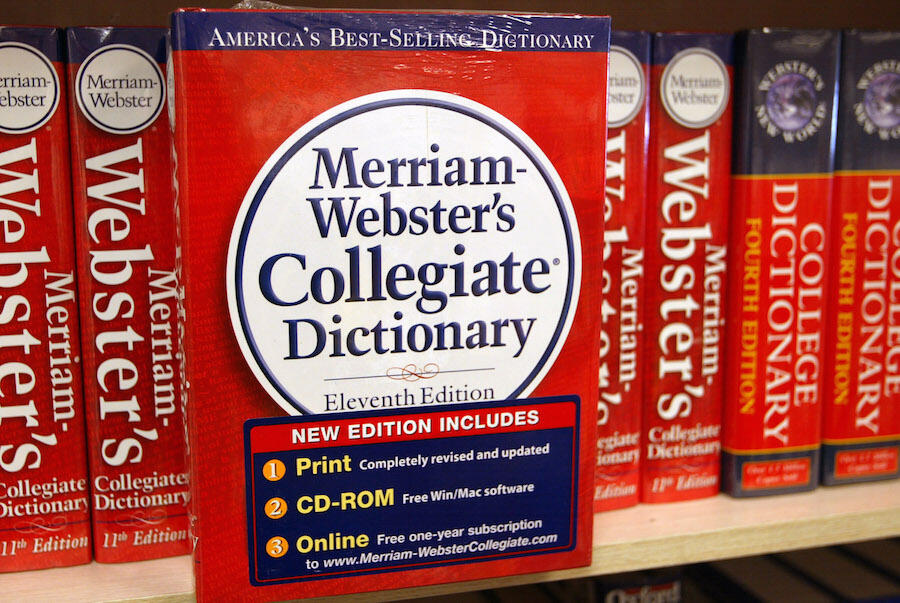 AMERICA'S BEST-SELLING DICTIONARY
Merriam-
Webster's
Collegiate®
Dictionary
Eleventh Edition
NEW EDITION INCLUDES
1 Print Completely revised and updated
2 CD-ROM Free Win/Mac software
3 Online Free one-year subscription
to www.Merriam-WebsterCollegiate.com
Webster's
Merriam-
Collegiate
Dictionary
11th Edition
Merriam-
Webster
Merriam-
Webster's
Collegiate
Dictionary
11th Edition
Merriam-
Edition
Merriam-
Webster
Merriam-
Webster's
Collegiate
Dictionary
11th Edition
WEBSTER'S
NEW WORLD
COLLEGE
DICTIONARY
FOURTH EDITION
COLLEGE
DICTIONARY
FOURTH EDITION
Oxford